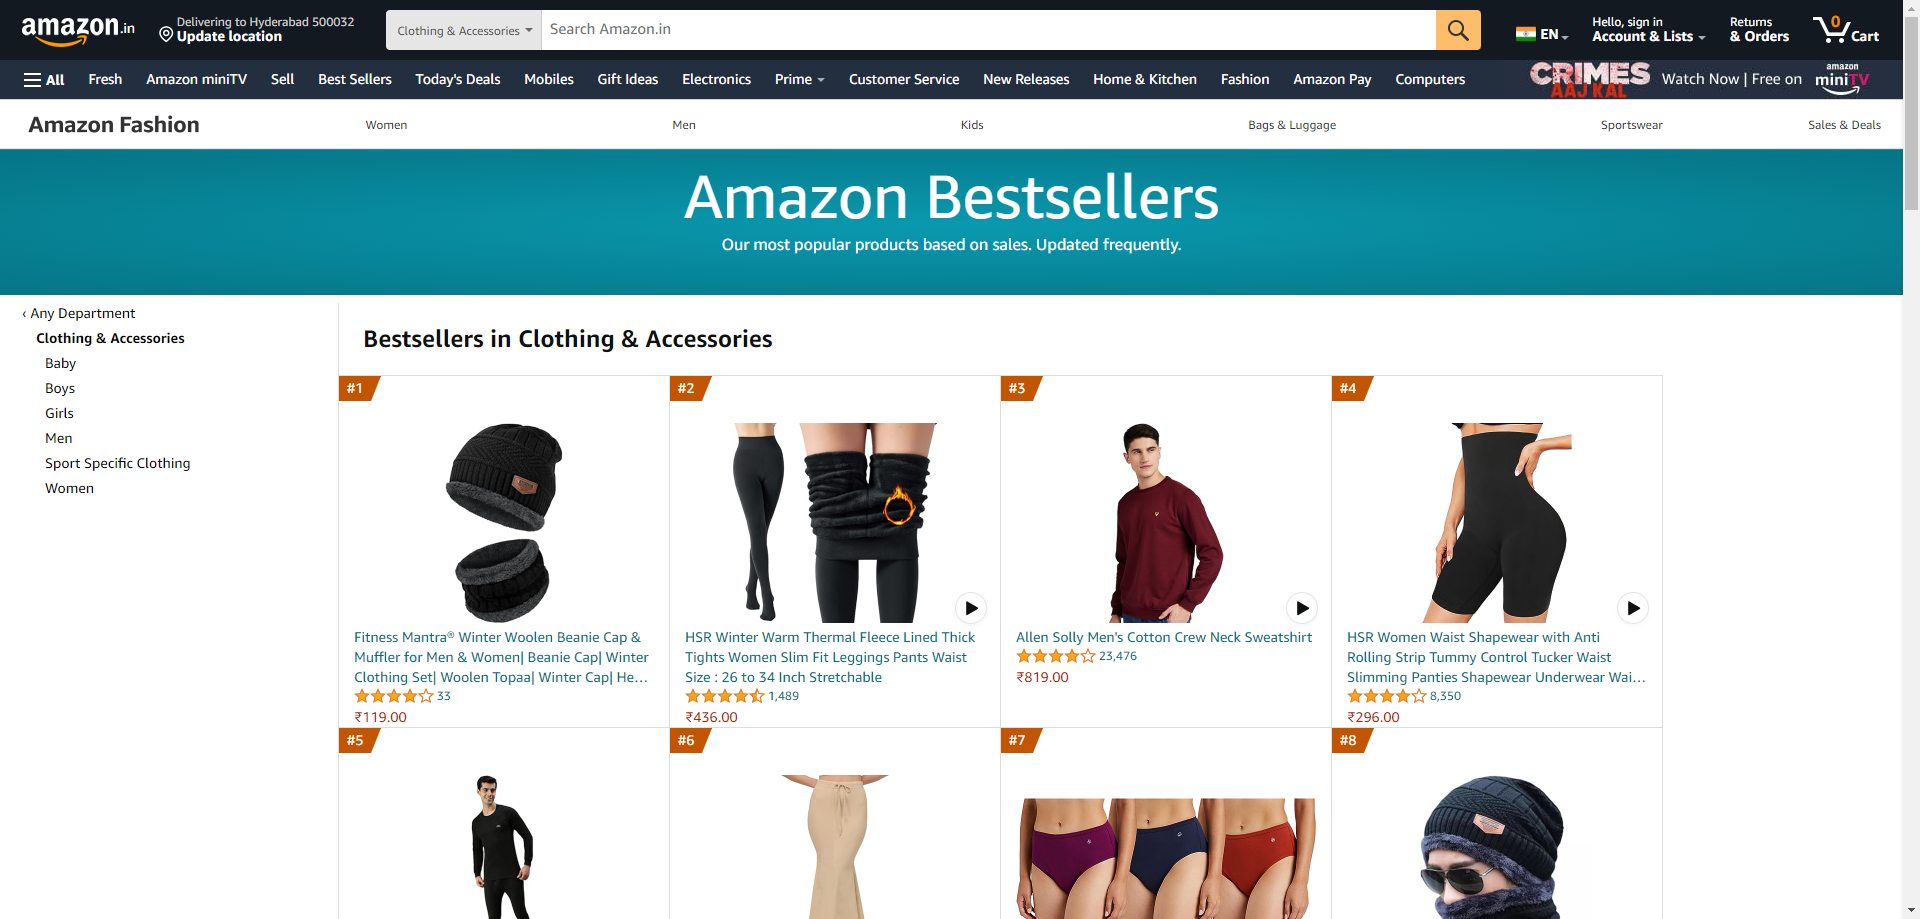 amazon.in
Delivering to Hyderabad 500032
Update location
Clothing & Accessories
Search Amazon.in
EN
Hello, sign in
Account & Lists
Returns
& Orders
0
Cart
All
Fresh
Amazon miniTV
Sell
Best Sellers
Today's Deals
Mobiles
Gift Ideas
Electronics
Prime
Customer Service
New Releases
Home & Kitchen
Fashion
Amazon Pay
Computers
CRIMES
AAJ KAL
Watch Now | Free on
amazon
miniTV
Amazon Fashion
Women
Men
Kids
Bags & Luggage
Sportswear
Sales & Deals
Amazon Bestsellers
Our most popular products based on sales. Updated frequently.
‹ Any Department
Clothing & Accessories
Baby
Boys
Girls
Men
Sport Specific Clothing
Women
Bestsellers in Clothing & Accessories
#1
Fitness Mantra® Winter Woolen Beanie Cap &
Muffler for Men & Women| Beanie Cap| Winter
Clothing Set| Woolen Topaa| Winter Cap| He…
33
₹119.00
#2
HSR Winter Warm Thermal Fleece Lined Thick
Tights Women Slim Fit Leggings Pants Waist
Size : 26 to 34 Inch Stretchable
1,489
₹436.00
#3
Allen Solly Men's Cotton Crew Neck Sweatshirt
23,476
₹819.00
#4
HSR Women Waist Shapewear with Anti
Rolling Strip Tummy Control Tucker Waist
Slimming Panties Shapewear Underwear Wai…
8,350
₹296.00
#5
#6
#7
#8